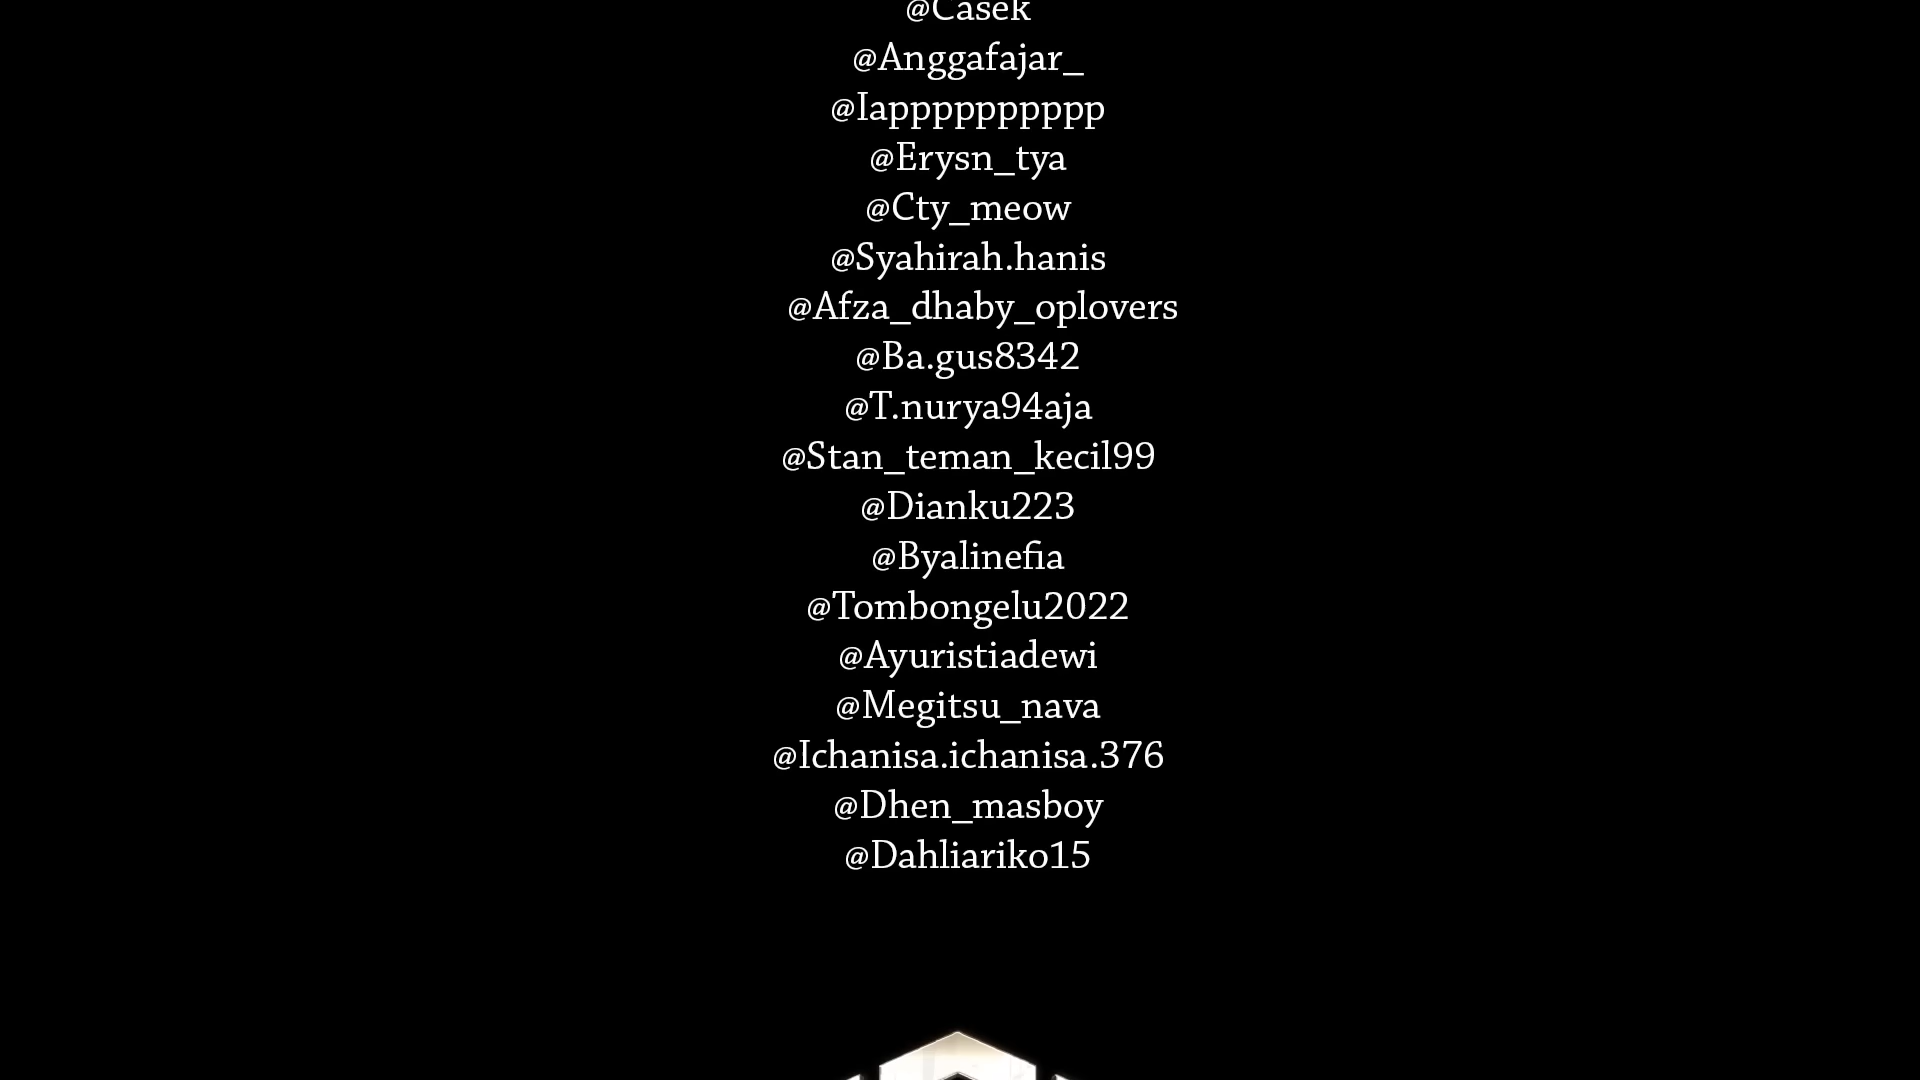 @Casek
@Anggafajar_
@Iapppppppppp
@Erysn_tya
@Cty_meow
@Syahirah.hanis
@Afza_dhaby_oplovers
@Ba.gus8342
@T.nurya94aja
@Stan_teman_kecil99
@Dianku223
@Byalinefia
@Tombongelu2022
@Ayuristiadewi
@Megitsu_nava
@Ichanisa.ichanisa.376
@Dhen_masboy
@Dahliariko15